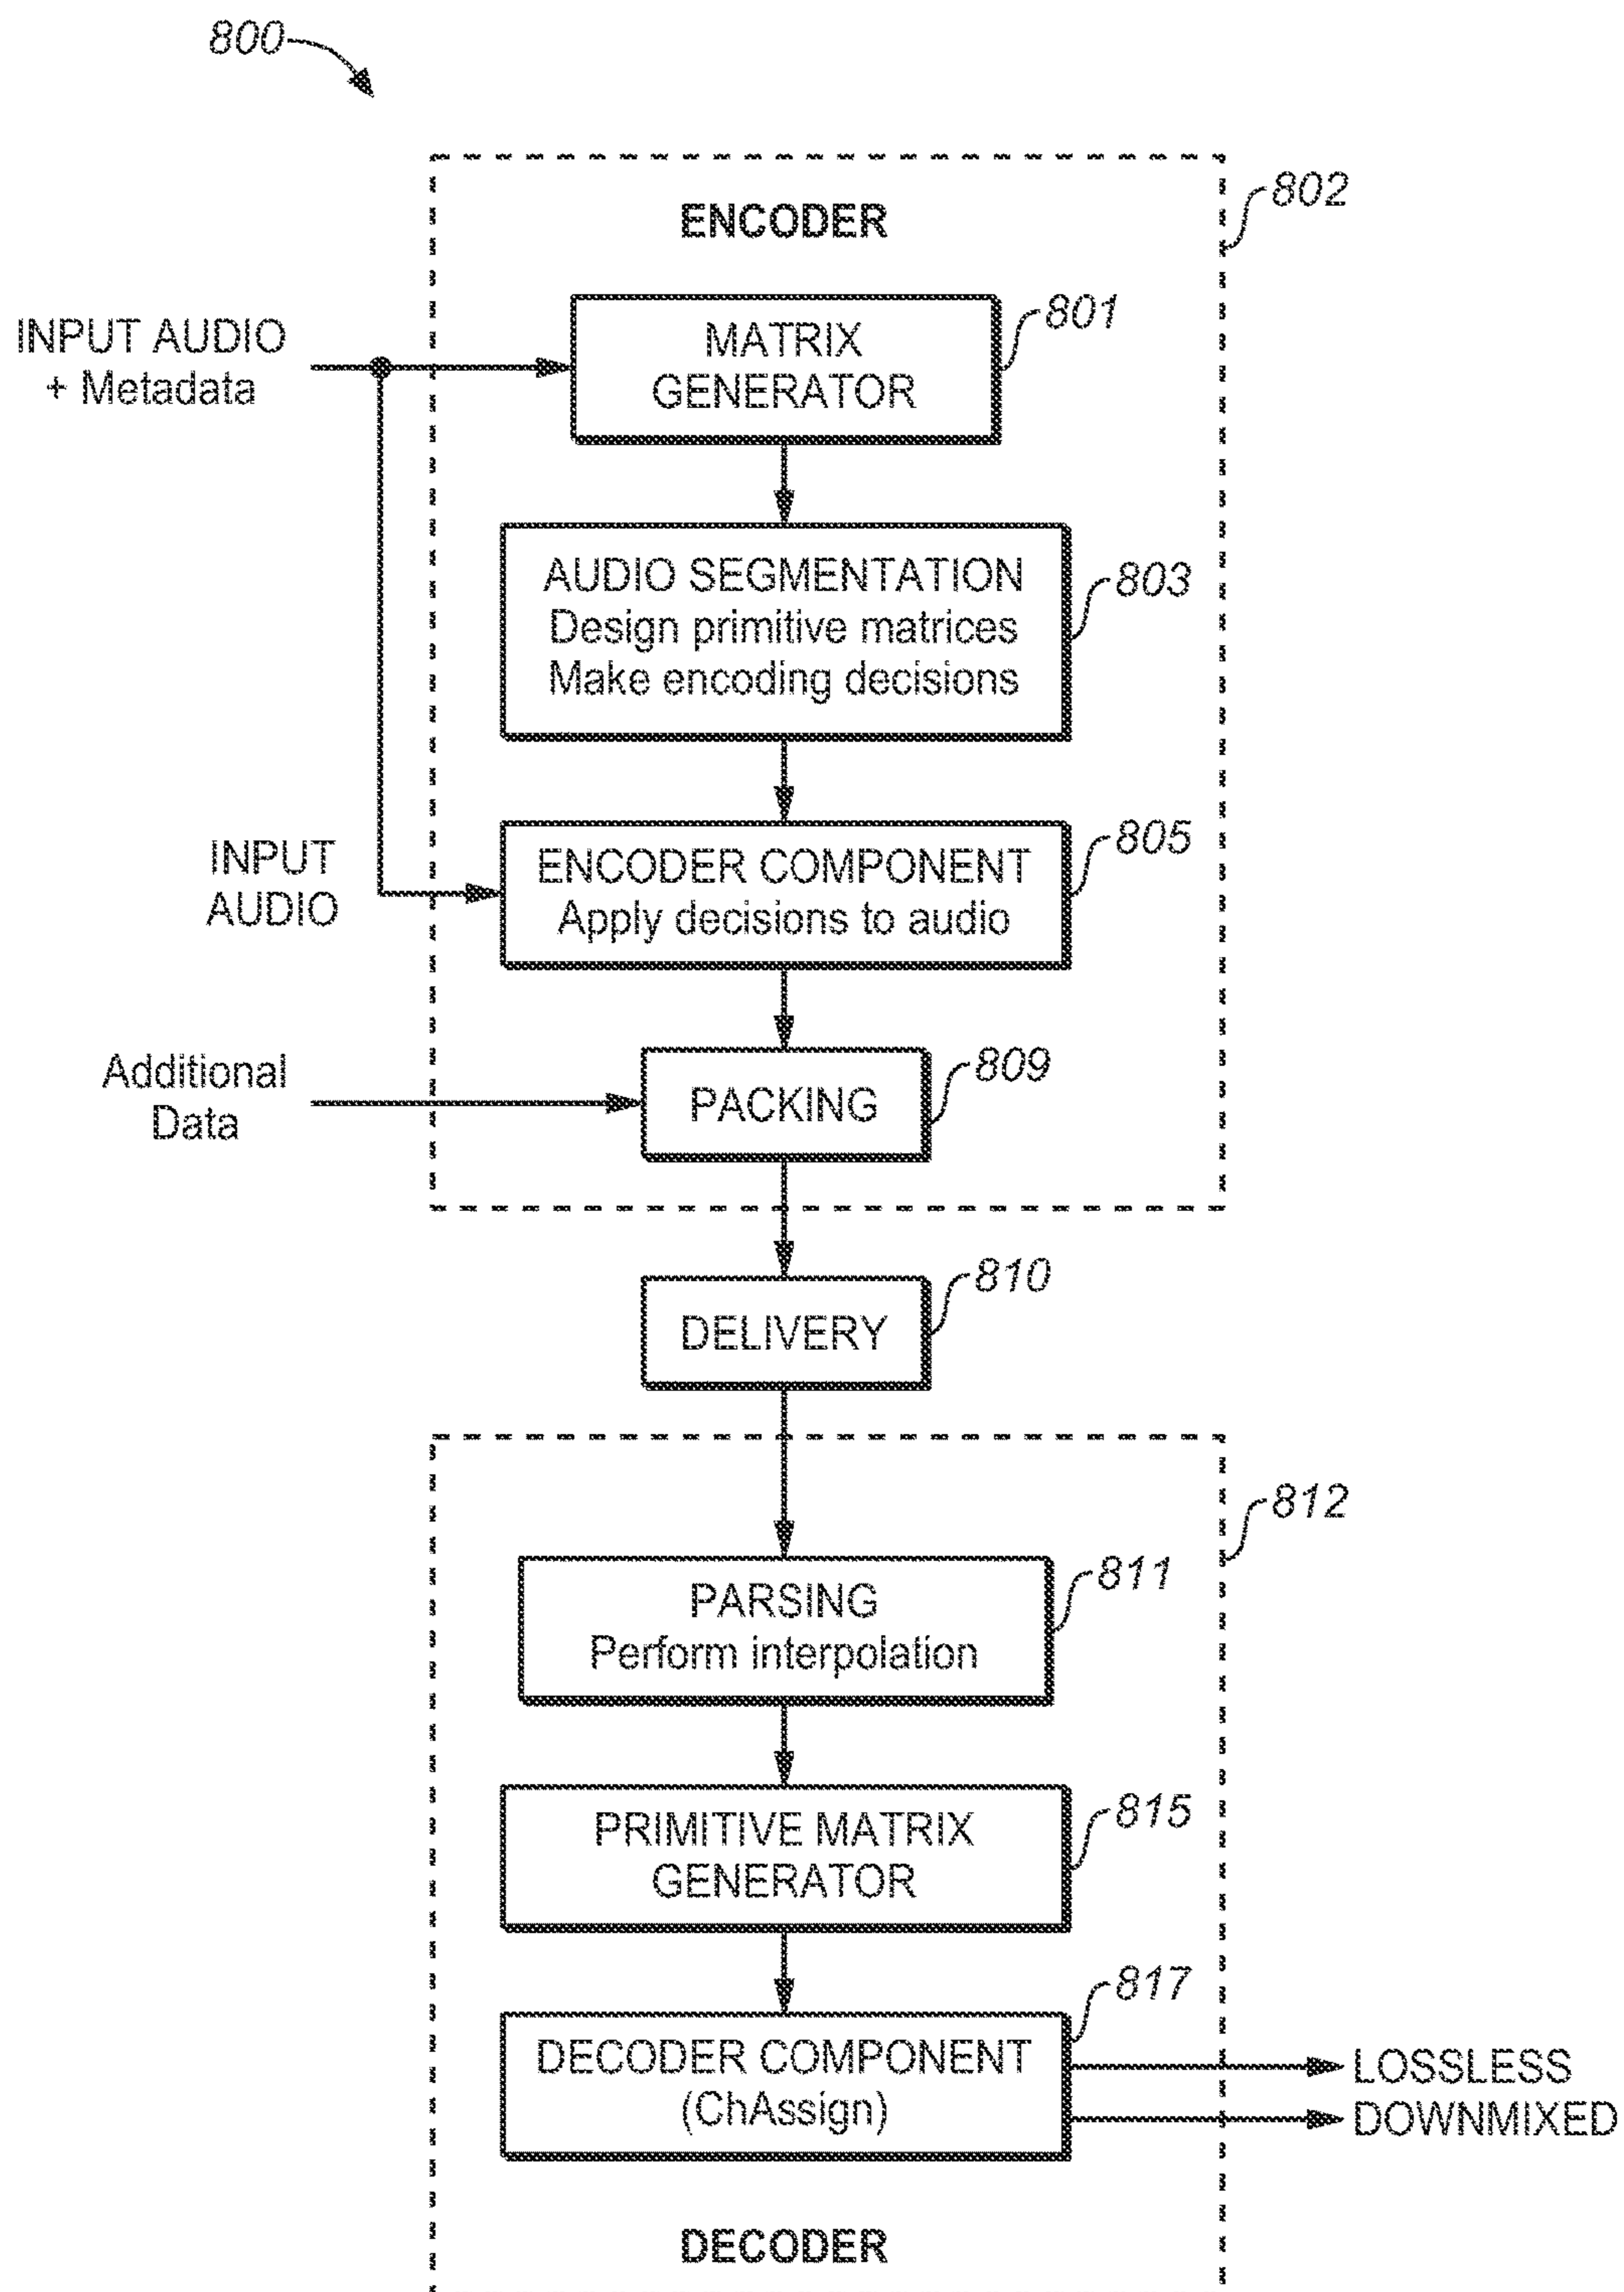 800
802
ENCODER
801
INPUT AUDIO
+ Metadata
MATRIX
GENERATOR
803
AUDIO SEGMENTATION
Design primitive matrices
Make encoding decisions
805
INPUT
AUDIO
ENCODER COMPONENT
Apply decisions to audio
809
Additional
Data
PACKING
810
DELIVERY
812
811
PARSING
Perform interpolation
815
PRIMITIVE MATRIX
GENERATOR
817
DECODER COMPONENT
(ChAssign)
LOSSLESS
DOWNMIXED
DECODER